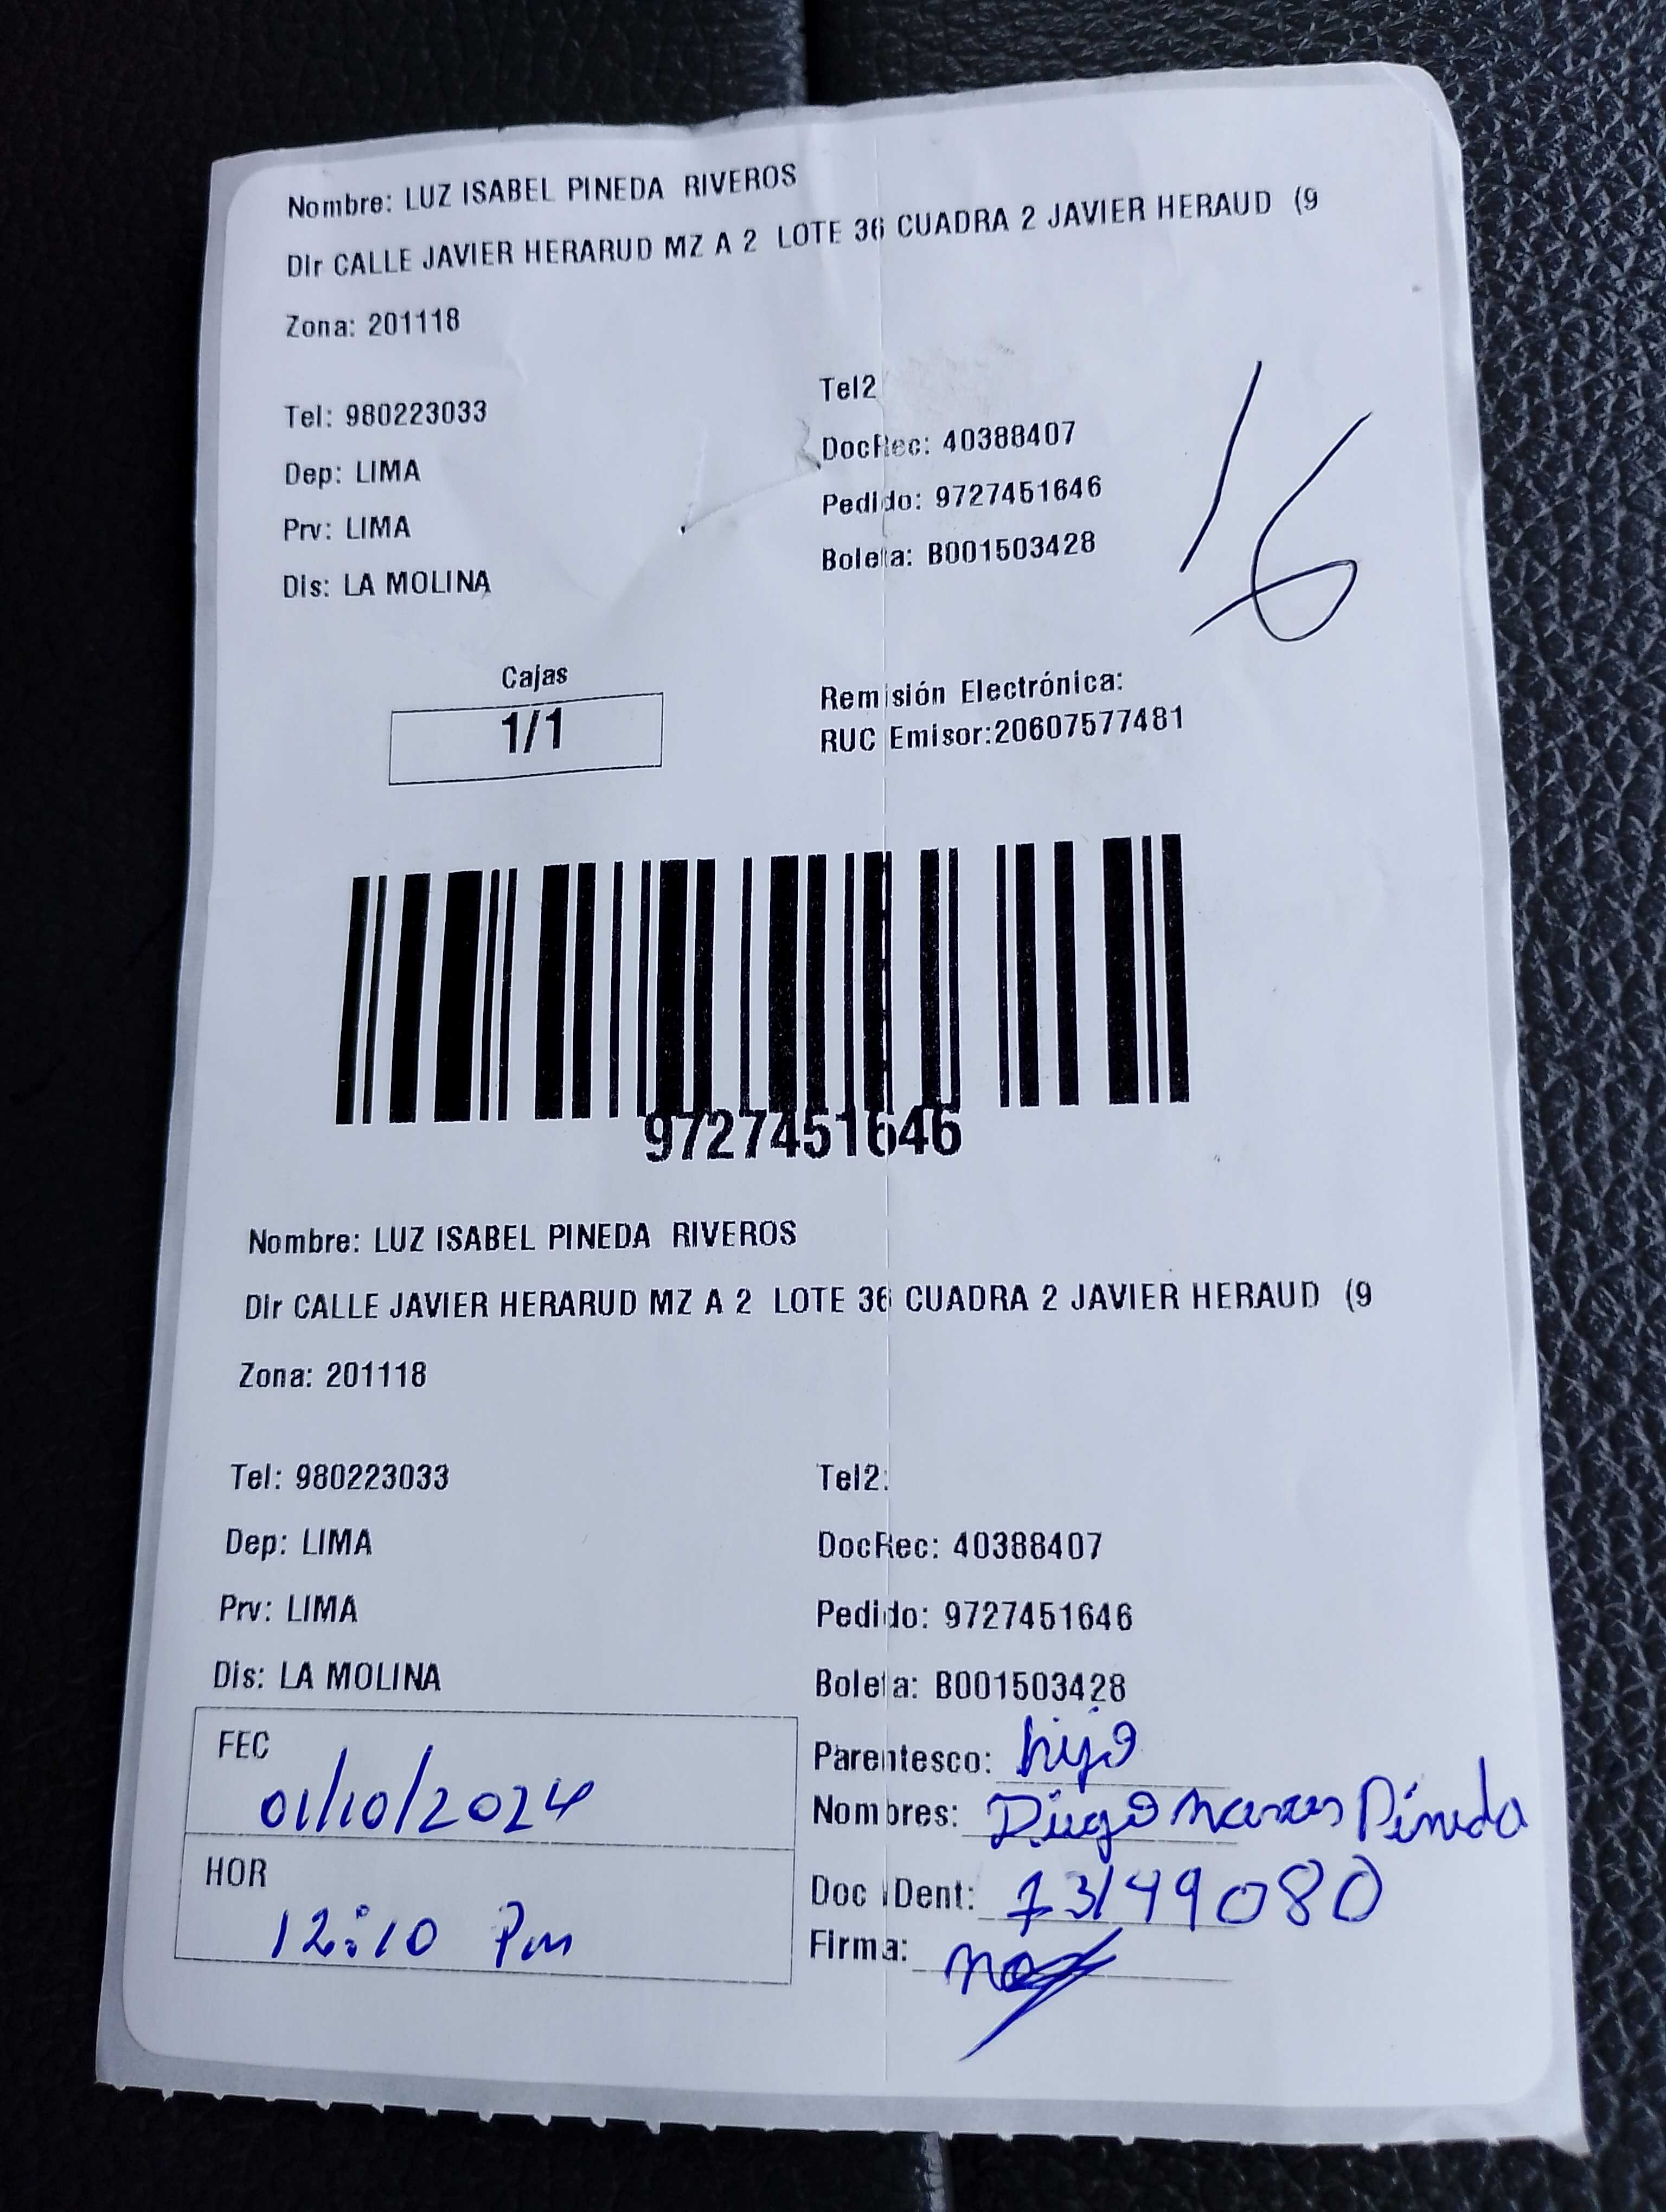 Nombre: LUZ ISABEL PINEDA RIVEROS
Dir CALLE JAVIER HERARUD MZ A 2 LOTE 36 CUADRA 2 JAVIER HERAUD (9
Zona: 201118
Tel: 980223033
Tel2
Dep: LIMA
DocRec: 40388407
Prv: LIMA
Pedido: 9727451646
Dis: LA MOLINA
Boleta: B001503428
16
Cajas
1/1
Remisión Electrónica:
RUC Emisor:20607577481
9727451646
Nombre: LUZ ISABEL PINEDA RIVEROS
Dir CALLE JAVIER HERARUD MZ A 2 LOTE 36 CUADRA 2 JAVIER HERAUD (9
Zona: 201118
Tel: 980223033
Tel2:
Dep: LIMA
DocRec: 40388407
Prv: LIMA
Pedido: 9727451646
Dis: LA MOLINA
Boleta: B001503428
FEC
01/10/2024
HOR
12:10 Pm
Parentesco: hijo
Nombres: Diego Pineda
Doc IDent: 73149080
Firma: